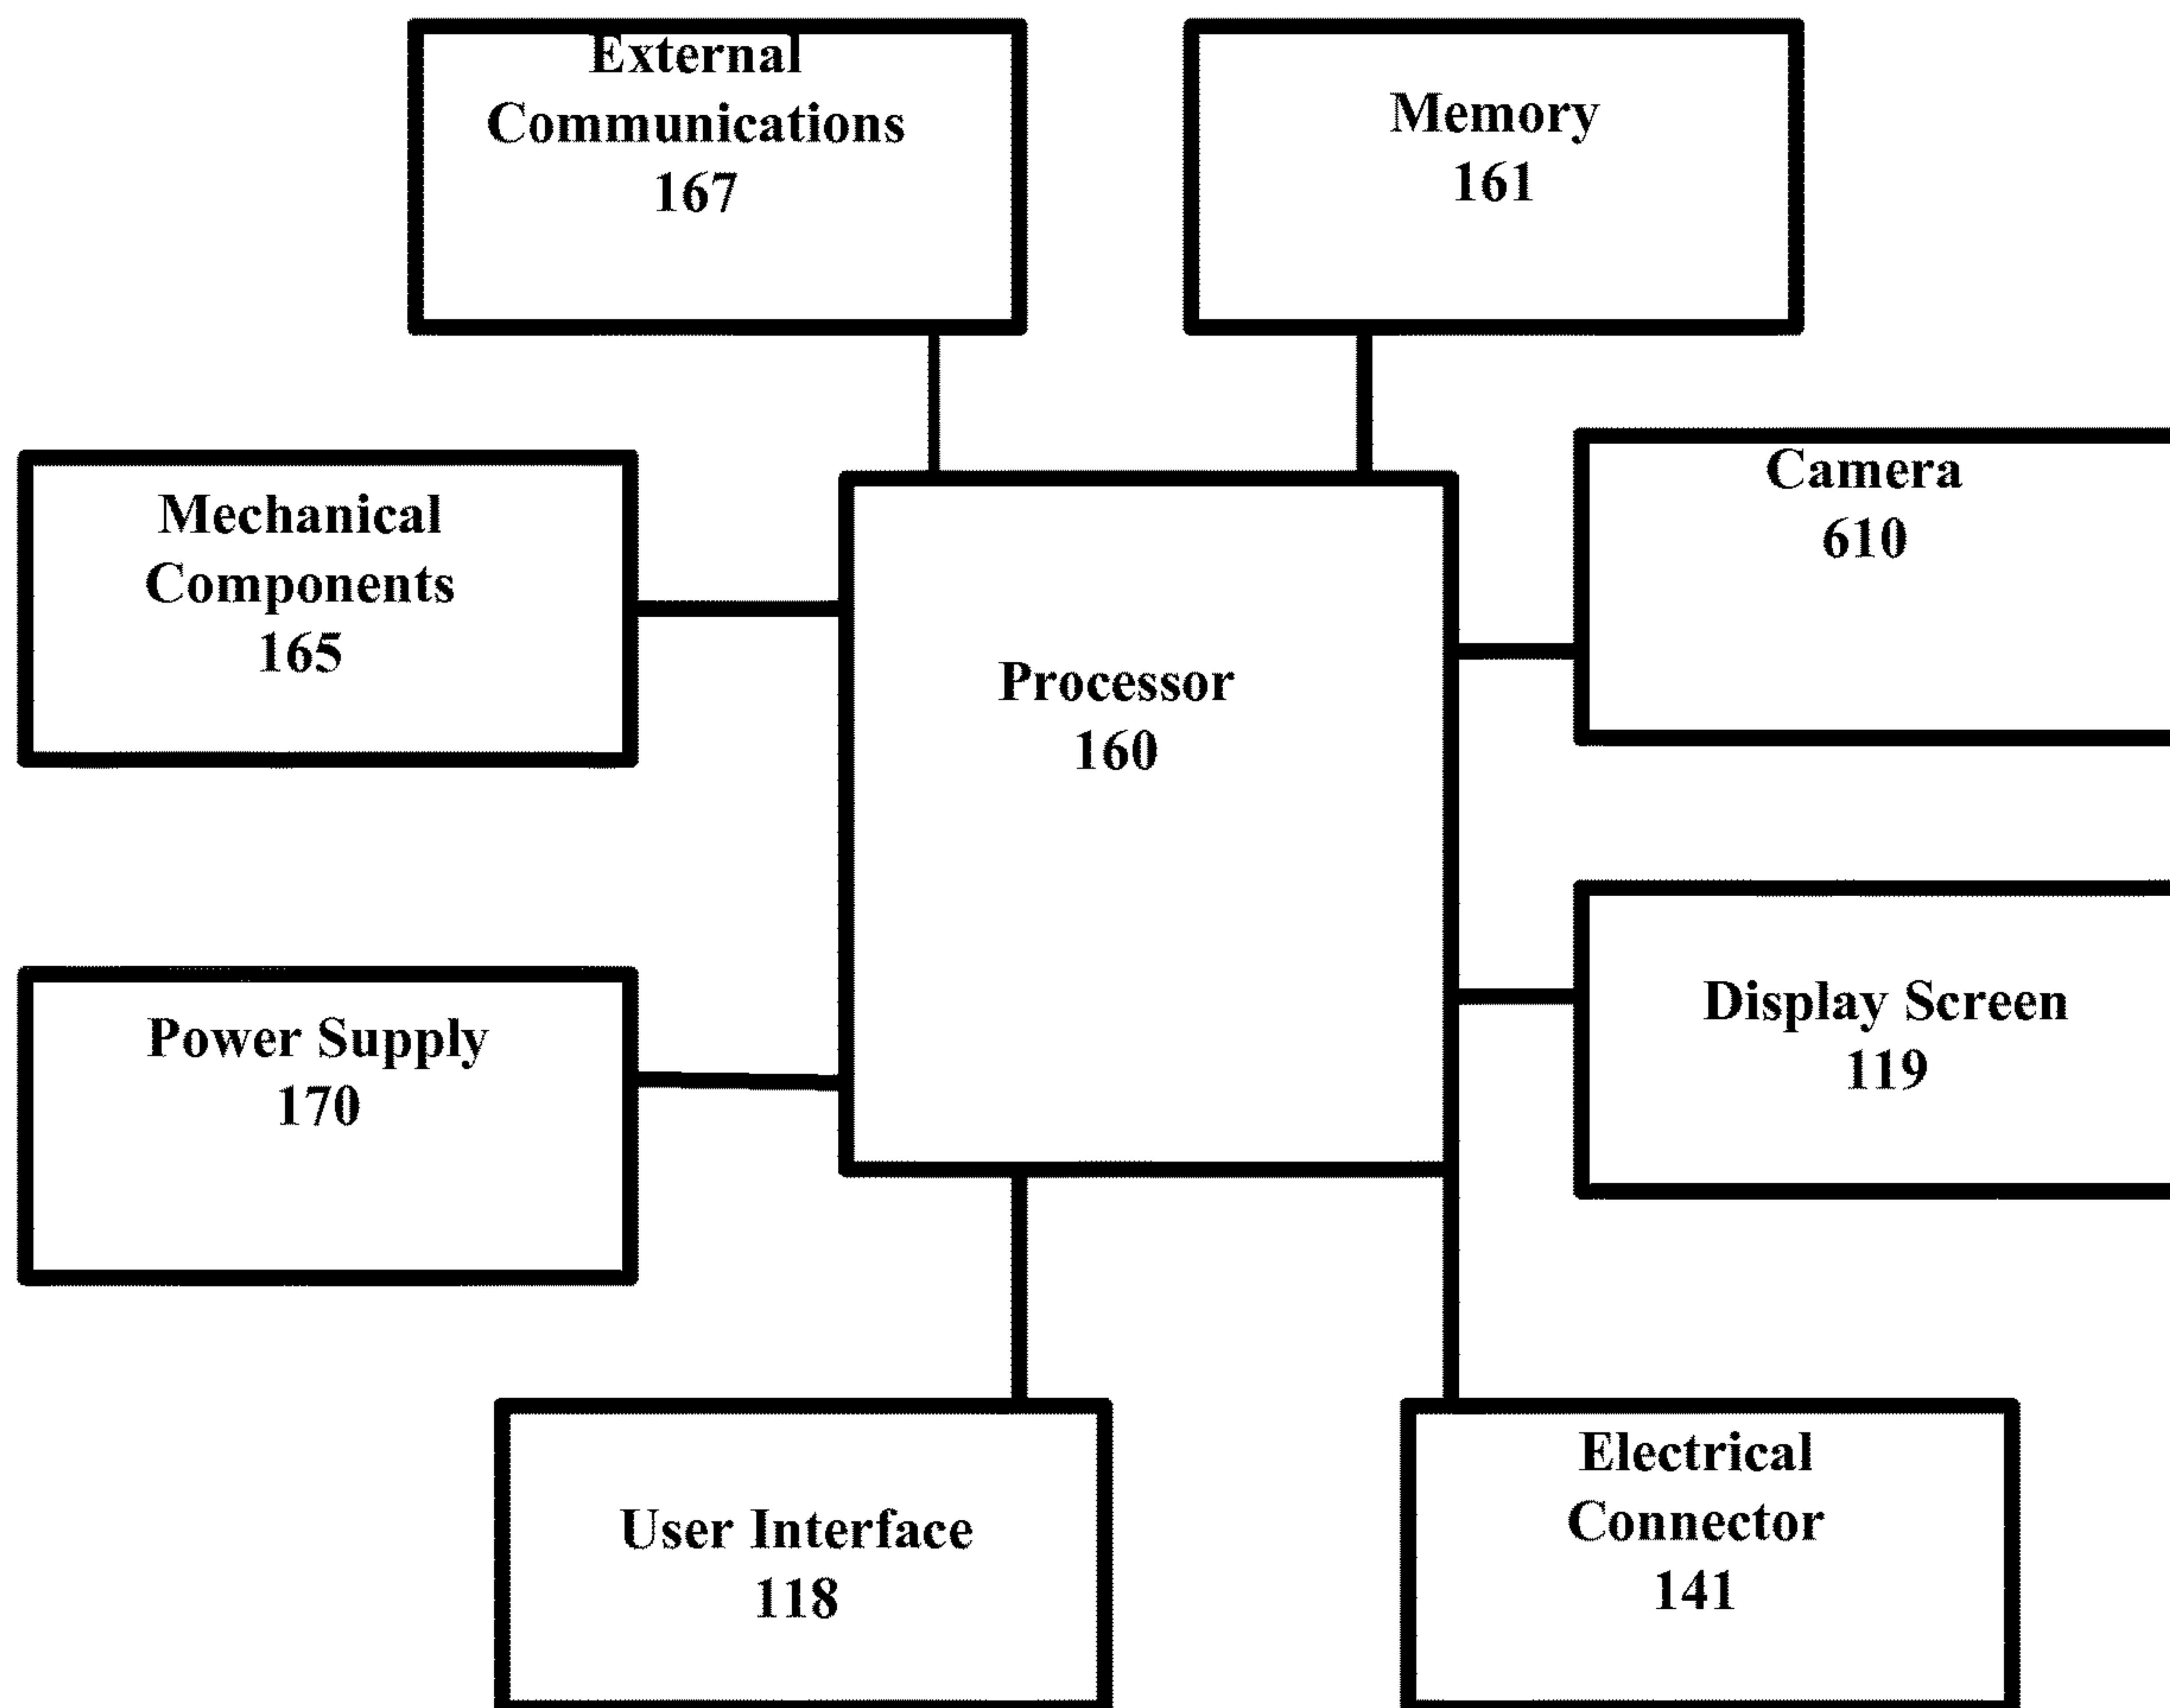 External
Communications
167
Memory
161
Mechanical
Components
165
Camera
610
Processor
160
Power Supply
170
Display Screen
119
User Interface
118
Electrical
Connector
141